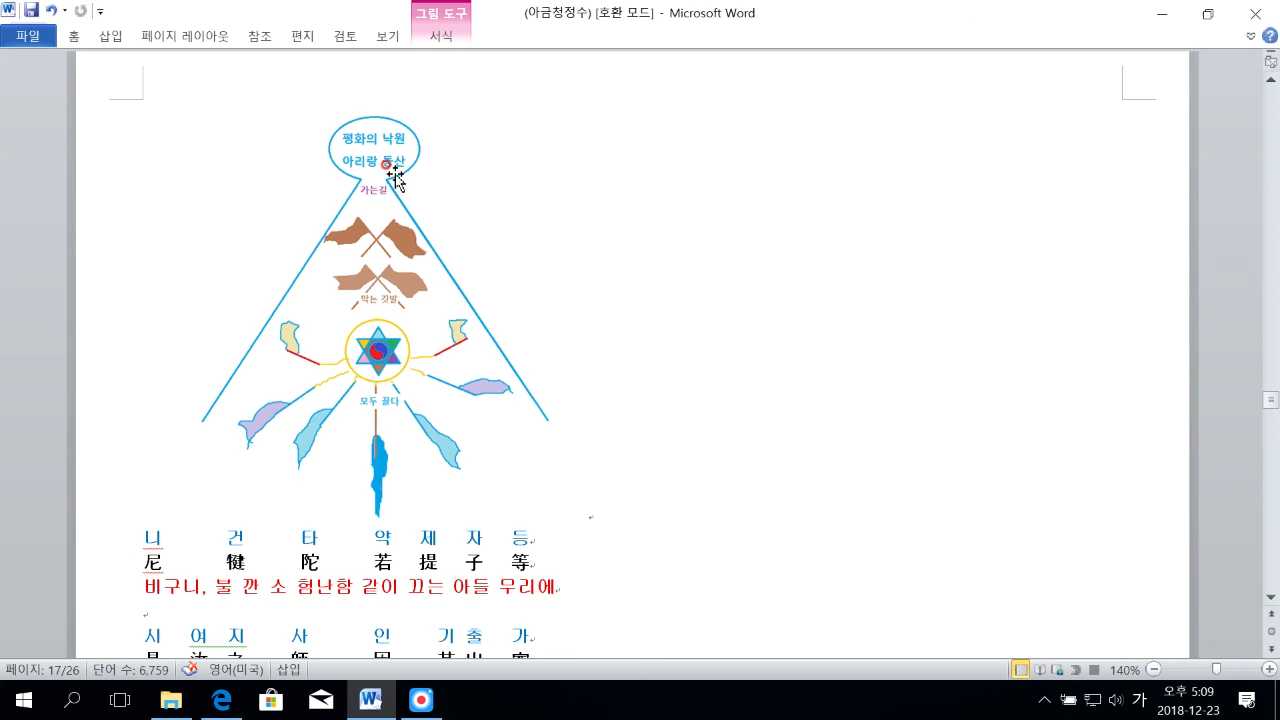 그림 도구
(아금청정수) [호환 모드] - Microsoft Word
파일 홈 삽입 페이지 레이아웃 참조 편지 검토 보기 서식
평화의 낙원
아리랑 동산
가는길
막는 깃발
모두 끌다
니 건 타 약 제 자 등
尼 犍 陀 若 提 子 等
비구니, 불 깐 소 험난함 같이 끄는 아들 무리에
시 여 지 사 인 기 출 가
페이지: 17/26 단어 수: 6,759 영어(미국) 삽입 140%
가 오후 5:09
2018-12-23